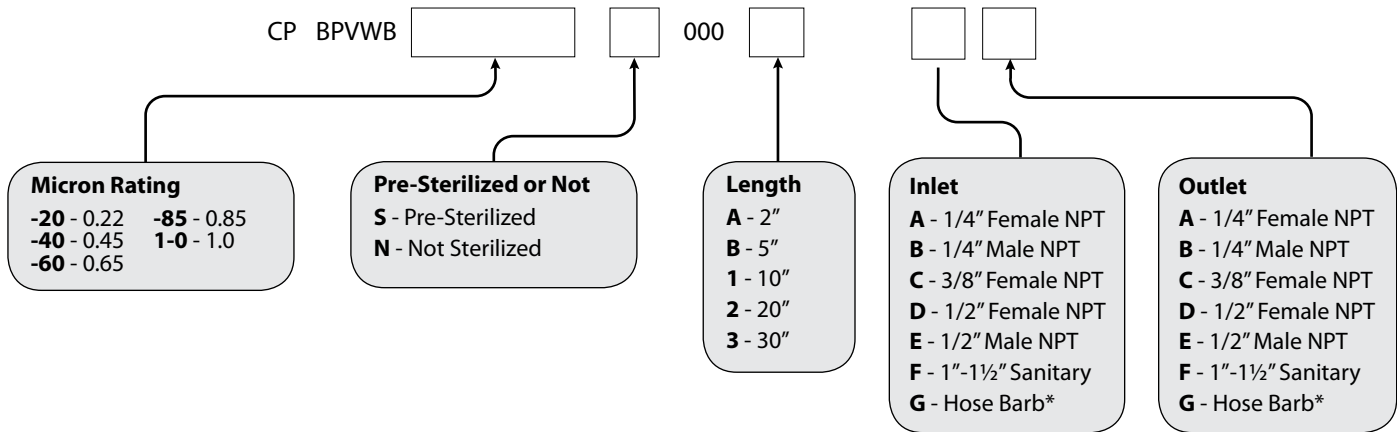 CP BPVWB 000
Micron Rating
-20 - 0.22 -85 - 0.85
-40 - 0.45 1-0 - 1.0
-60 - 0.65
Pre-Sterilized or Not
S - Pre-Sterilized
N - Not Sterilized
Length
A - 2”
B - 5”
1 - 10”
2 - 20”
3 - 30”
Inlet
A - 1/4” Female NPT
B - 1/4” Male NPT
C - 3/8” Female NPT
D - 1/2” Female NPT
E - 1/2” Male NPT
F - 1”-1½” Sanitary
G - Hose Barb*
Outlet
A - 1/4” Female NPT
B - 1/4” Male NPT
C - 3/8” Female NPT
D - 1/2” Female NPT
E - 1/2” Male NPT
F - 1”-1½” Sanitary
G - Hose Barb*